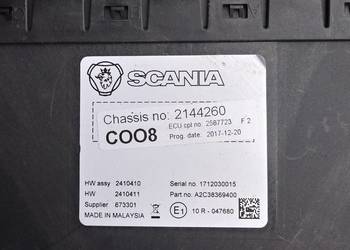 SCANIA
Chassis no: 2144260
ECU cpl no. 2587723 F 2
COO8 Prog. date: 2017-12-20
HW assy 2410410 Serial no. 1712030015
HW 2410411 Part no. A2C38369400
Supplier 673301
MADE IN MALAYSIA E1 10 R - 047680